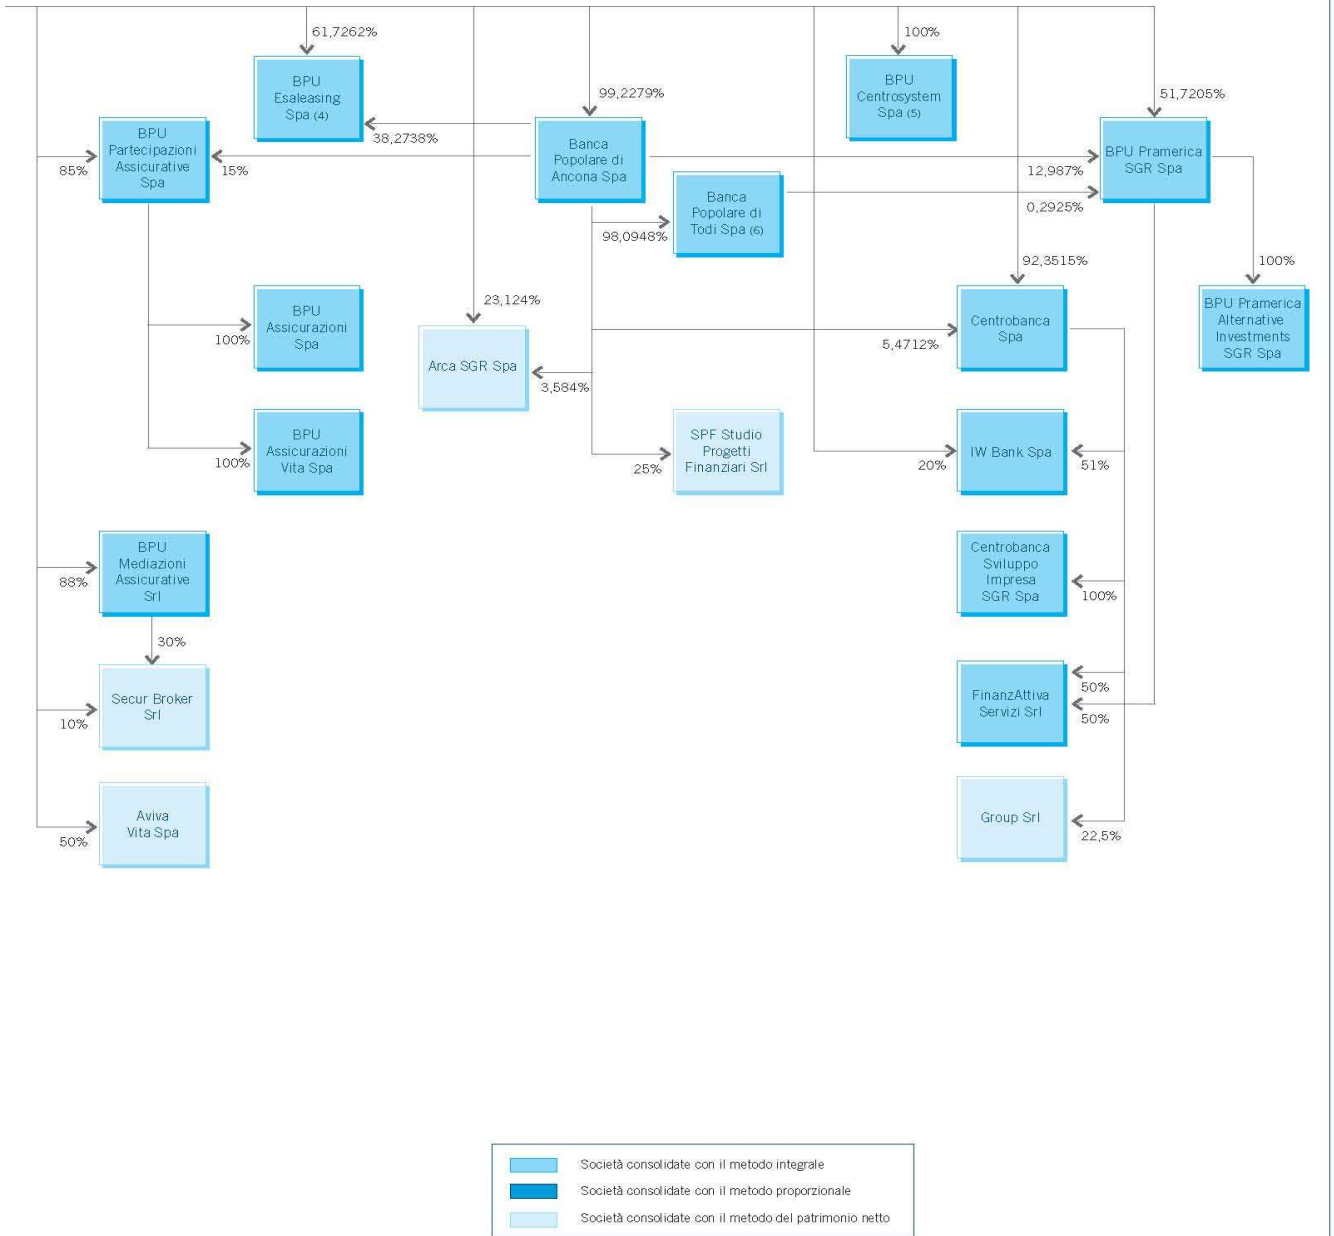 61,7262%
100%
BPU
Esaleasing
Spa (4)
99,2279%
BPU
Centrosystem
Spa (5)
51,7205%
38,2738%
BPU
Partecipazioni
Assicurative
Spa
85%
15%
Banca
Popolare di
Ancona Spa
12,987%
BPU Pramerica
SGR Spa
Banca
Popolare di
Todi Spa (6)
0,2925%
98,0948%
92,3515%
100%
23,124%
BPU
Assicurazioni
Spa
100%
Arca SGR Spa
3,584%
5,4712%
Centrobanca
Spa
BPU Pramerica
Alternative
Investments
SGR Spa
BPU
Assicurazioni
Vita Spa
100%
SPF Studio
Progetti
Finanziari Srl
25%
20%
IW Bank Spa
51%
BPU
Mediazioni
Assicurative
Srl
88%
Centrobanca
Sviluppo
Impresa
SGR Spa
100%
30%
Secur Broker
Srl
10%
FinanzAttiva
Servizi Srl
50%
50%
Aviva
Vita Spa
50%
Group Srl
22,5%
Società consolidate con il metodo integrale
Società consolidate con il metodo proporzionale
Società consolidate con il metodo del patrimonio netto